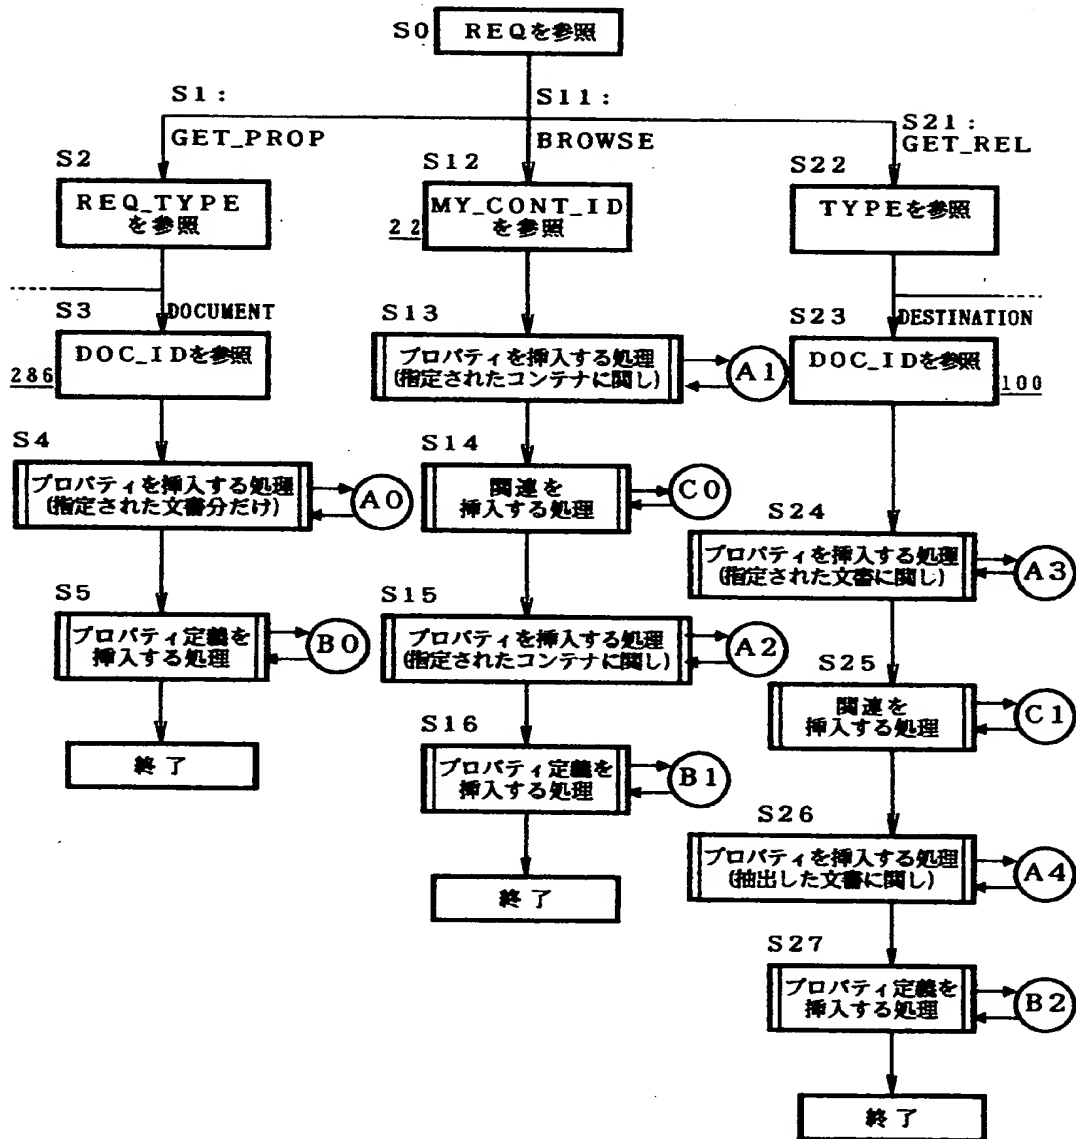 S0
REQを参照
S1:
GET_PROP
S2
REQ_TYPE
を参照
S3
DOCUMENT
DOC_IDを参照
286
S4
プロパティを挿入する処理
(指定された文書分だけ)
A0
S5
プロパティ定義を
挿入する処理
B0
終了
S11:
BROWSE
S12
MY_CONT_ID
を参照
22
S13
プロパティを挿入する処理
(指定されたコンテナに関し)
A1
S14
関連を
挿入する処理
C0
S15
プロパティを挿入する処理
(指定されたコンテナに関し)
A2
S16
プロパティ定義を
挿入する処理
B1
終了
S21:
GET_REL
S22
TYPEを参照
S23
DESTINATION
DOC_IDを参照
100
S24
プロパティを挿入する処理
(指定された文書に関し)
A3
S25
関連を
挿入する処理
C1
S26
プロパティを挿入する処理
(抽出した文書に関し)
A4
S27
プロパティ定義を
挿入する処理
B2
終了